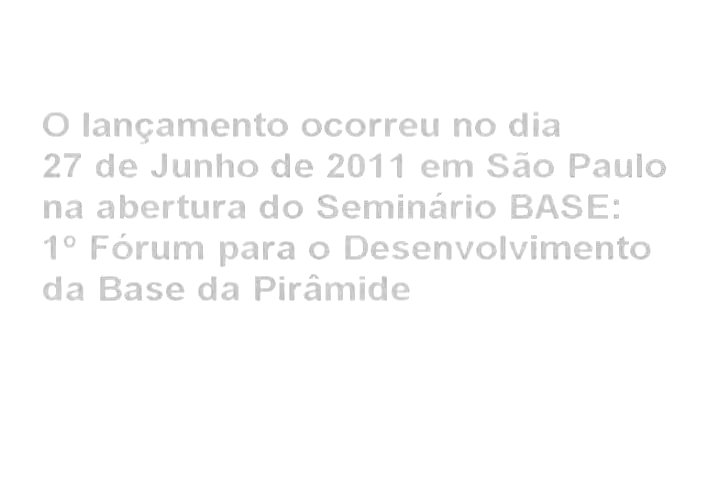 O lançamento ocorreu no dia
27 de Junho de 2011 em São Paulo
na abertura do Seminário BASE:
1º Fórum para o Desenvolvimento
da Base da Pirâmide